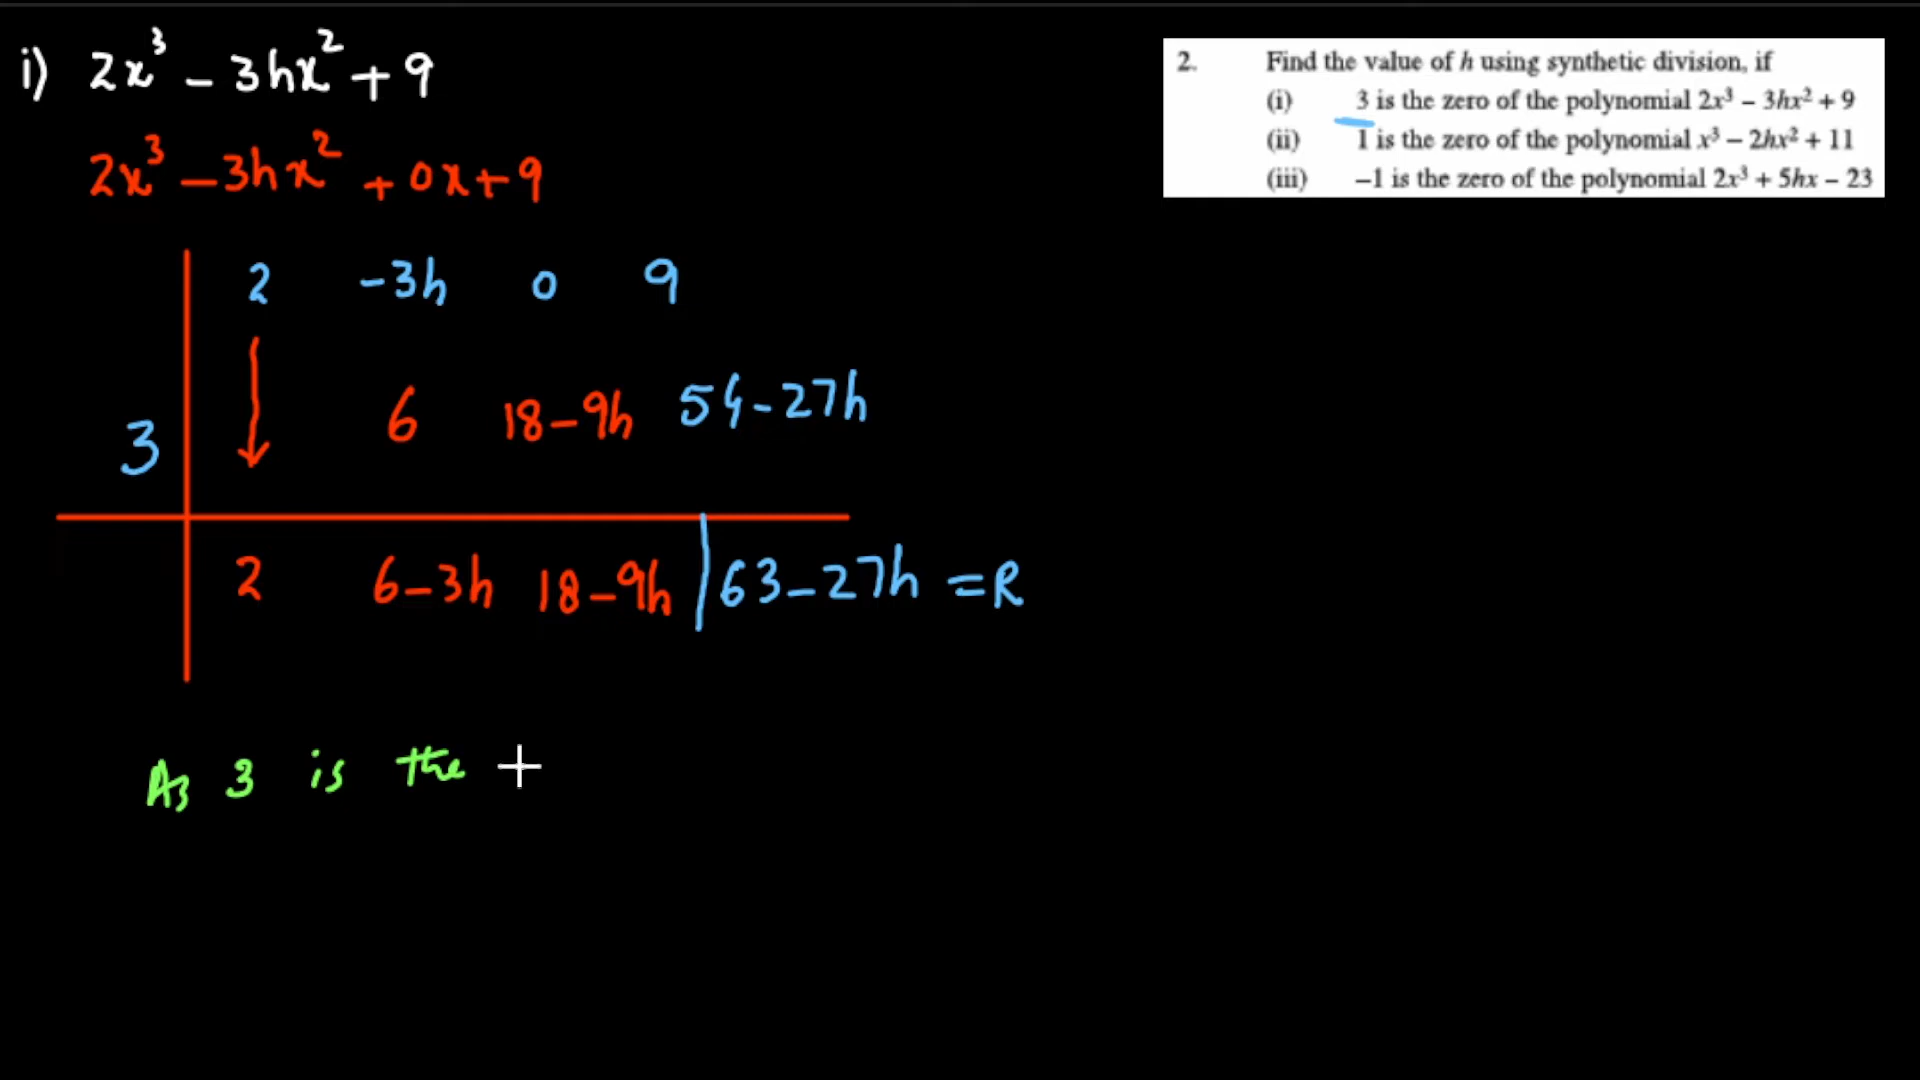 i) 2x³ - 3hx² + 9
2x³ - 3hx² + 0x + 9
2 -3h 0 9
3 6 18-9h 54-27h
2 6-3h 18-9h 63-27h = R
As 3 is the
2. Find the value of h using synthetic division, if
(i) 3 is the zero of the polynomial 2x³ – 3hx² + 9
(ii) 1 is the zero of the polynomial x³ – 2hx² + 11
(iii) –1 is the zero of the polynomial 2x³ + 5hx – 23